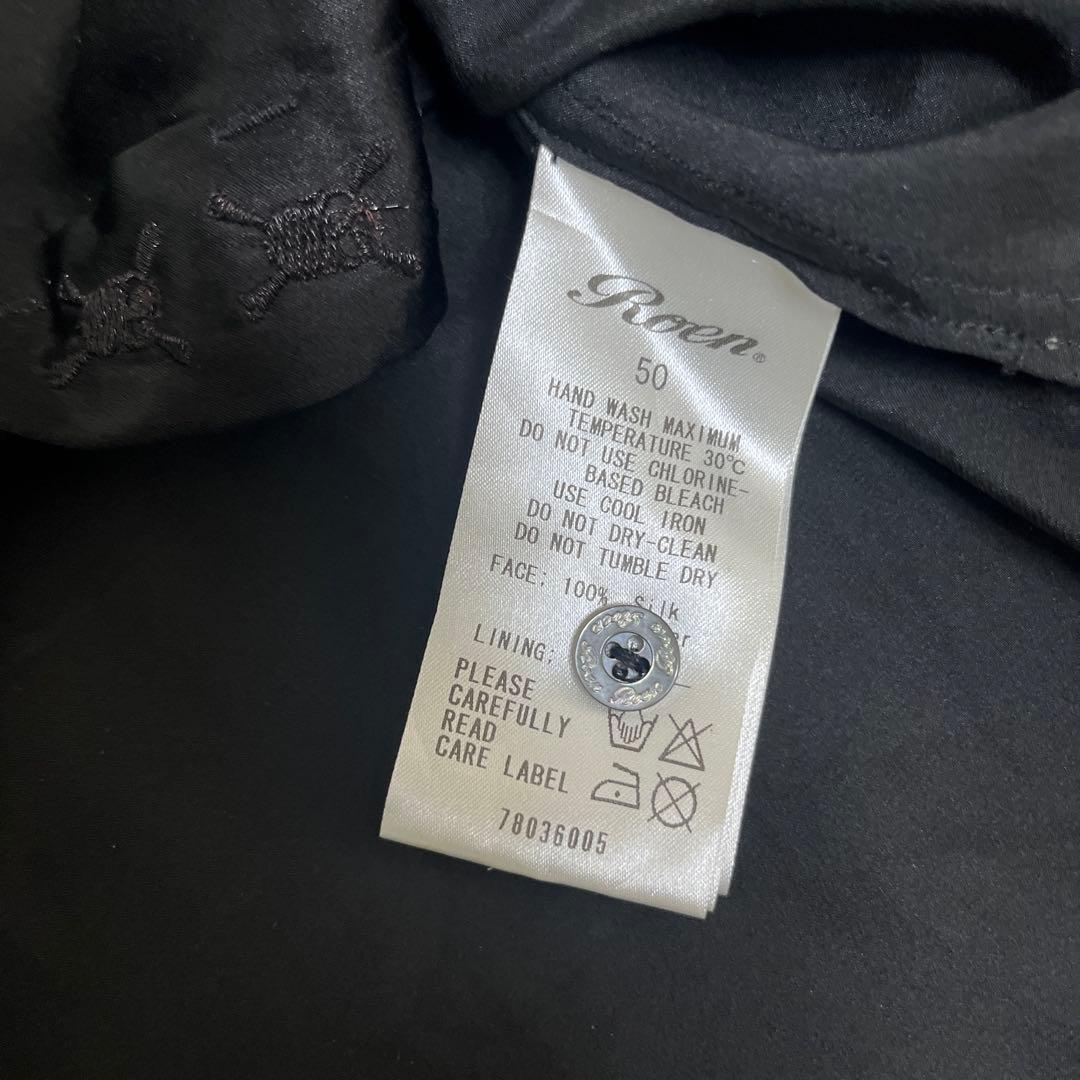 Roen®
50
HAND WASH MAXIMUM
TEMPERATURE 30℃
DO NOT USE CHLORINE-
BASED BLEACH
USE COOL IRON
DO NOT DRY-CLEAN
DO NOT TUMBLE DRY
FACE; 100% Silk
LINING;
Roen
PLEASE
CAREFULLY
READ
CARE LABEL
78036005